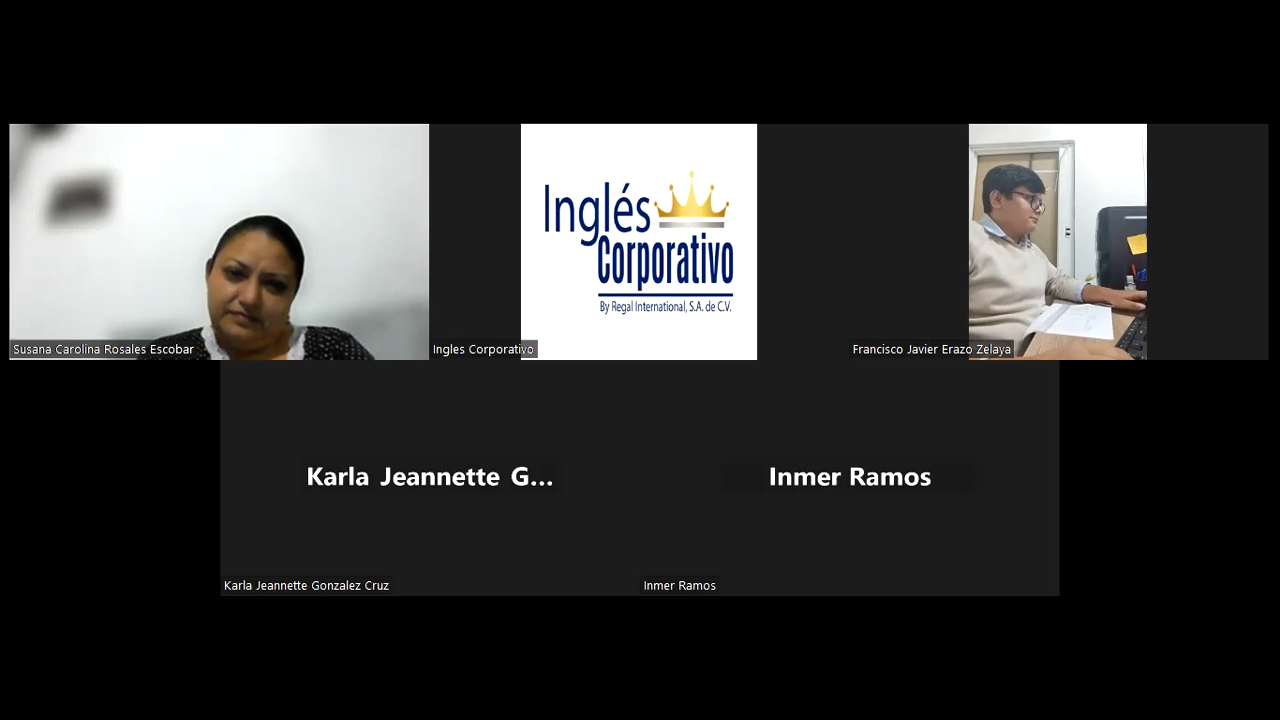 Inglés
Corporativo
By Regal International, S.A. de C.V.
Susana Carolina Rosales Escobar
Ingles Corporativo
Francisco Javier Erazo Zelaya
Karla Jeannette G...
Inmer Ramos
Karla Jeannette Gonzalez Cruz
Inmer Ramos